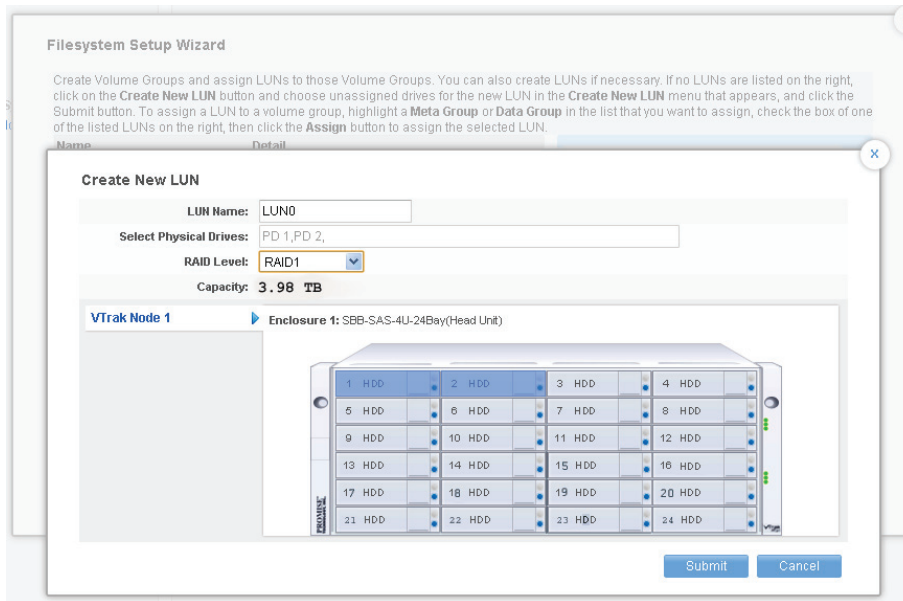 Filesystem Setup Wizard
Create Volume Groups and assign LUNs to those Volume Groups. You can also create LUNs if necessary. If no LUNs are listed on the right,
click on the Create New LUN button and choose unassigned drives for the new LUN in the Create New LUN menu that appears, and click the
Submit button. To assign a LUN to a volume group, highlight a Meta Group or Data Group in the list that you want to assign, check the box of one
of the listed LUNs on the right, then click the Assign button to assign the selected LUN.
Name Detail
X
Create New LUN
LUN Name: LUN0
Select Physical Drives: PD 1,PD 2,
RAID Level: RAID1
Capacity: 3.98 TB
VTrak Node 1
Enclosure 1: SBB-SAS-4U-24Bay(Head Unit)
1 HDD 2 HDD 3 HDD 4 HDD
5 HDD 6 HDD 7 HDD 8 HDD
9 HDD 10 HDD 11 HDD 12 HDD
13 HDD 14 HDD 15 HDD 16 HDD
17 HDD 18 HDD 19 HDD 20 HDD
21 HDD 22 HDD 23 HDD 24 HDD
PROMISE
Submit Cancel